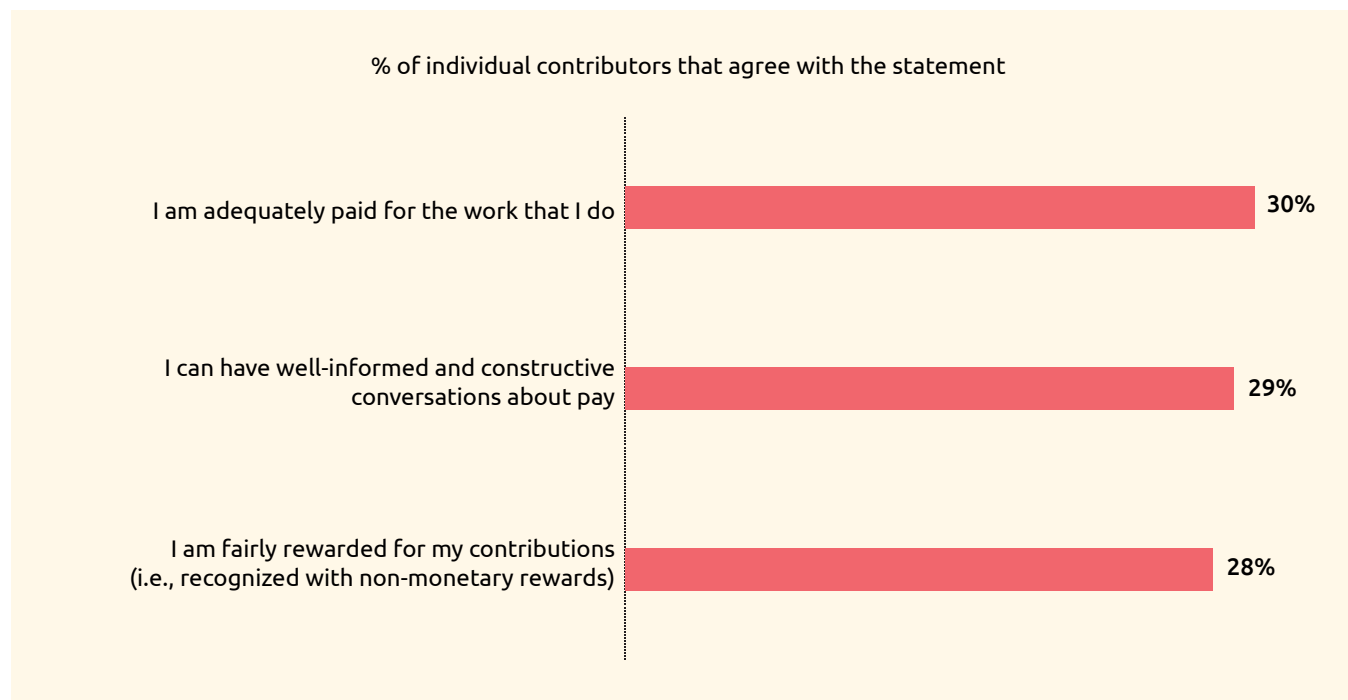 % of individual contributors that agree with the statement
I am adequately paid for the work that I do
30%
I can have well-informed and constructive
conversations about pay
29%
I am fairly rewarded for my contributions
(i.e., recognized with non-monetary rewards)
28%